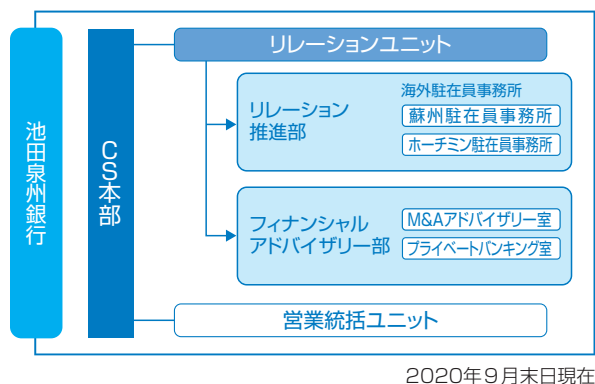 池田泉州銀行
CS本部
リレーションユニット
リレーション
推進部
海外駐在員事務所
蘇州駐在員事務所
ホーチミン駐在員事務所
フィナンシャル
アドバイザリー部
M&Aアドバイザリー室
プライベートバンキング室
営業統括ユニット
2020年9月末日現在